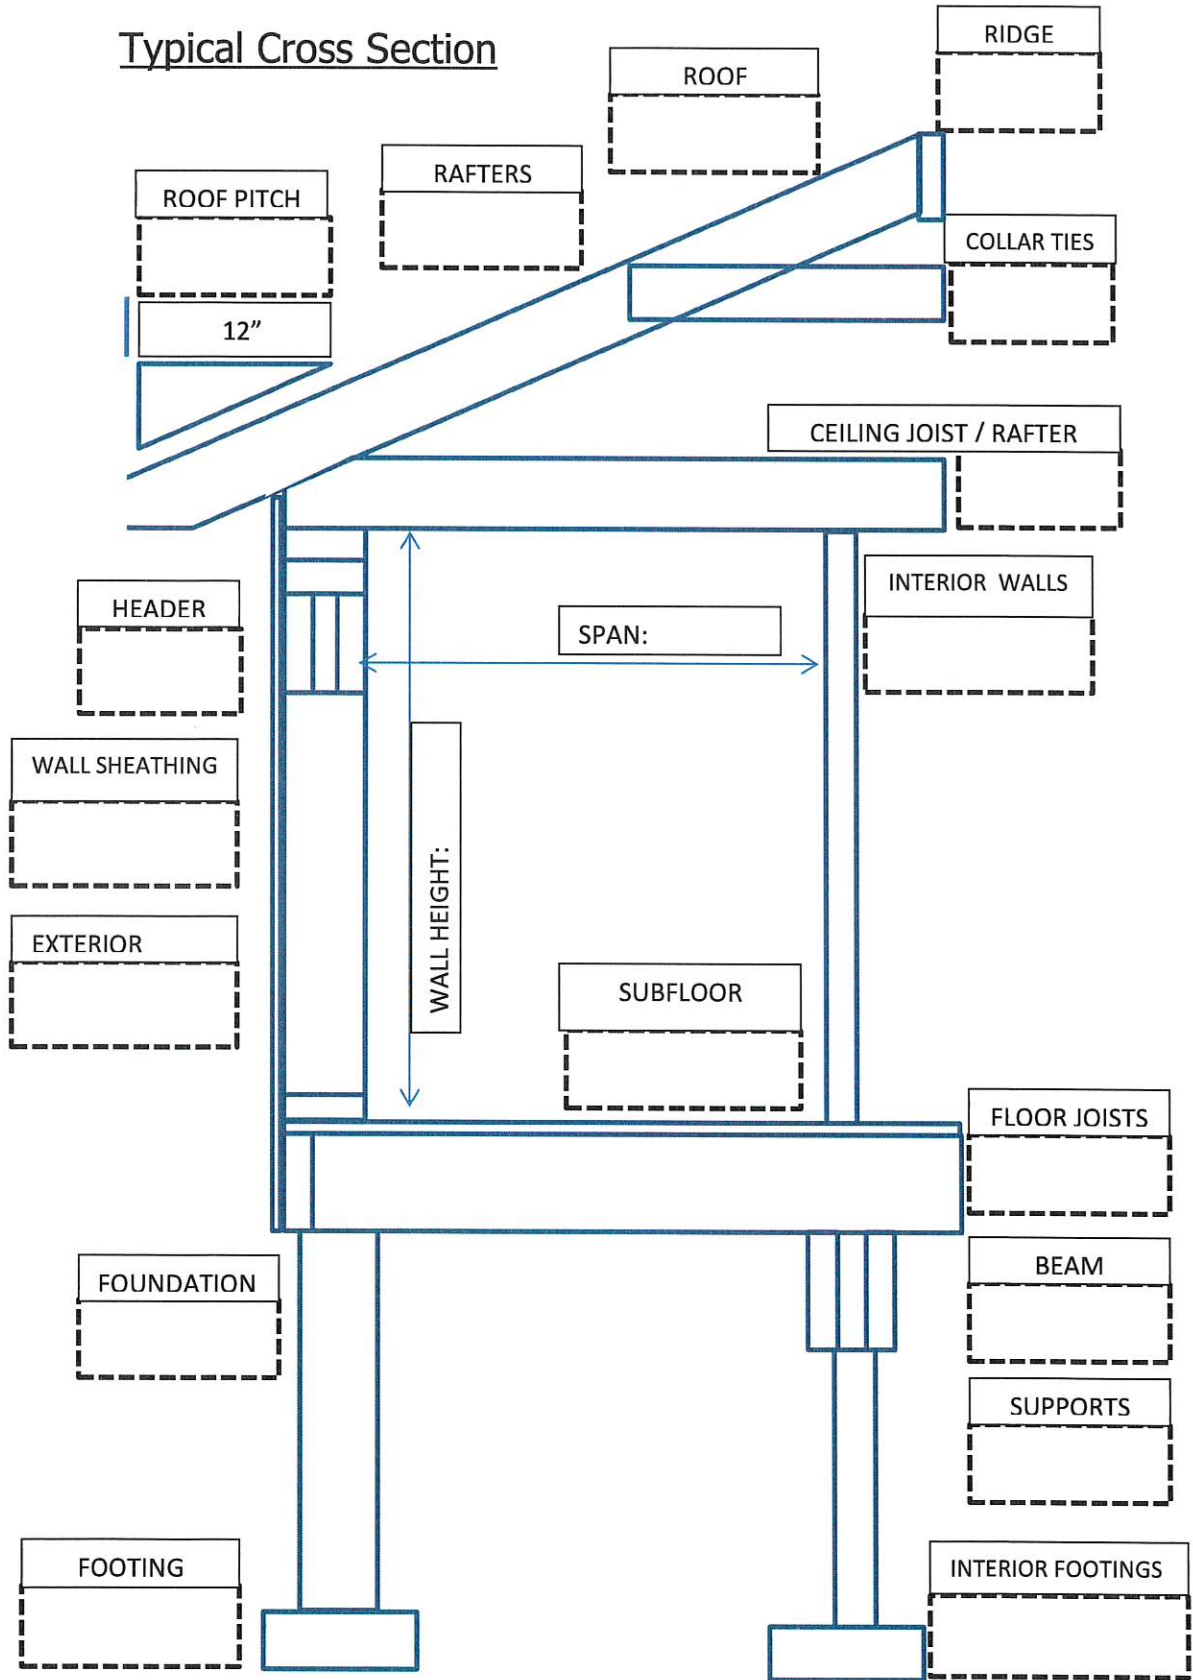 Typical Cross Section
RIDGE
ROOF
RAFTERS
ROOF PITCH
COLLAR TIES
12”
CEILING JOIST / RAFTER
INTERIOR WALLS
HEADER
SPAN:
WALL SHEATHING
WALL HEIGHT:
EXTERIOR
SUBFLOOR
FLOOR JOISTS
BEAM
FOUNDATION
SUPPORTS
FOOTING
INTERIOR FOOTINGS